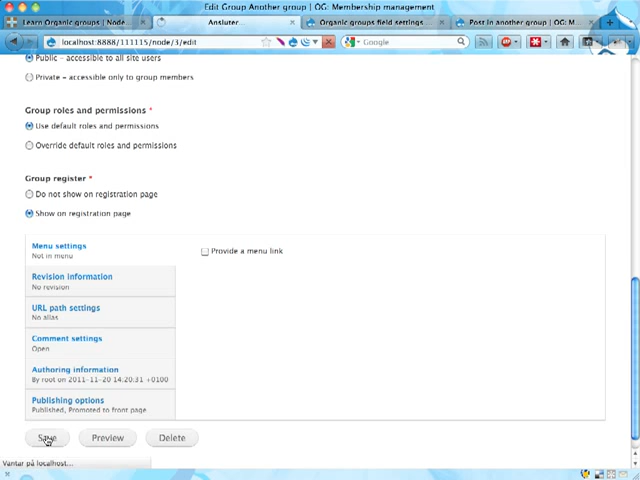 Edit Group Another group | OG: Membership management
Learn Organic groups | Node...
Ansluter...
Organic groups field settings...
Post in another group | OG: M...
localhost:8888/111115/node/3/edit
Google
Public – accessible to all site users
Private – accessible only to group members
Group roles and permissions *
Use default roles and permissions
Override default roles and permissions
Group register *
Do not show on registration page
Show on registration page
Menu settings
Not in menu
Provide a menu link
Revision information
No revision
URL path settings
No alias
Comment settings
Open
Authoring information
By root on 2011-11-20 14:20:31 +0100
Publishing options
Published, Promoted to front page
Save
Preview
Delete
Väntar på localhost...